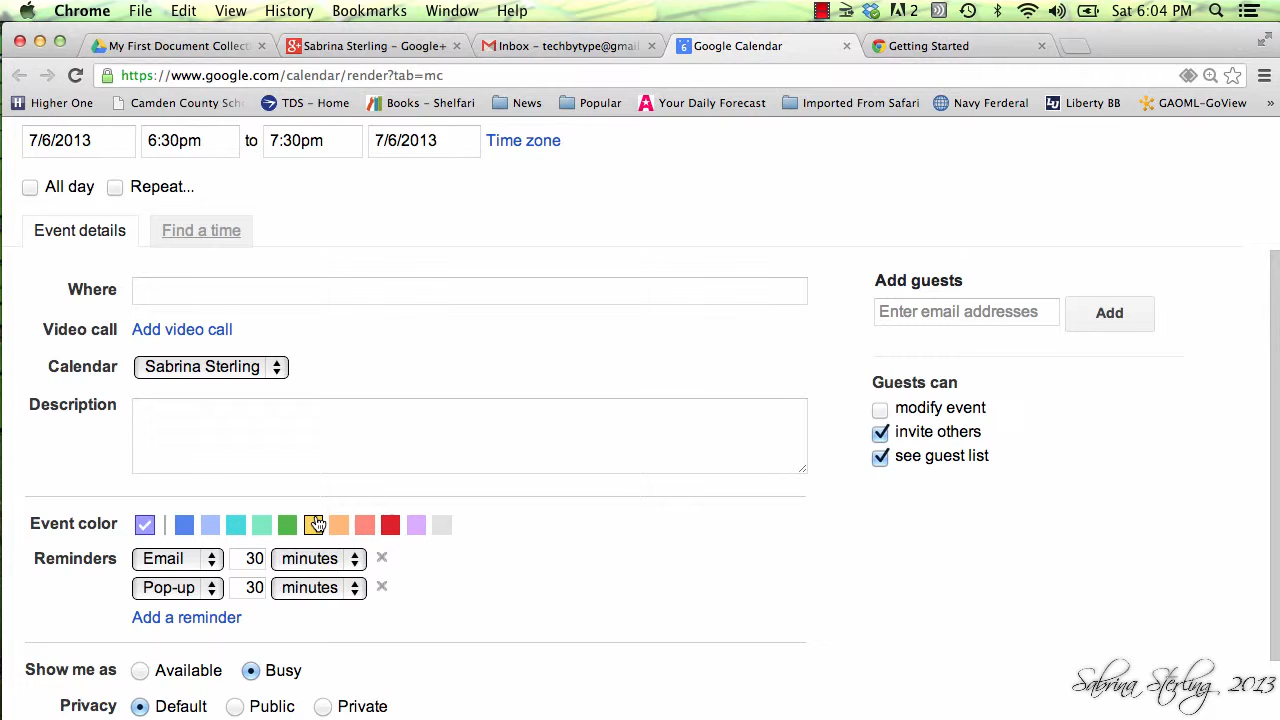 Chrome File Edit View History Bookmarks Window Help 2 Sat 6:04 PM
My First Document Collect Sabrina Sterling - Google+ Inbox - techbytype@gmail 6 Google Calendar Getting Started
https://www.google.com/calendar/render?tab=mc
H Higher One Camden County Scho TDS - Home Books - Shelfari News Popular Your Daily Forecast Imported From Safari Navy Ferderal LU Liberty BB GAOML-GoView »
7/6/2013 6:30pm to 7:30pm 7/6/2013 Time zone
All day Repeat...
Event details Find a time
Where
Add guests
Enter email addresses Add
Video call Add video call
Calendar Sabrina Sterling
Guests can
modify event
invite others
see guest list
Description
Event color
Reminders Email 30 minutes
Pop-up 30 minutes
Add a reminder
Show me as Available Busy
Privacy Default Public Private
Sabrina Sterling, 2013